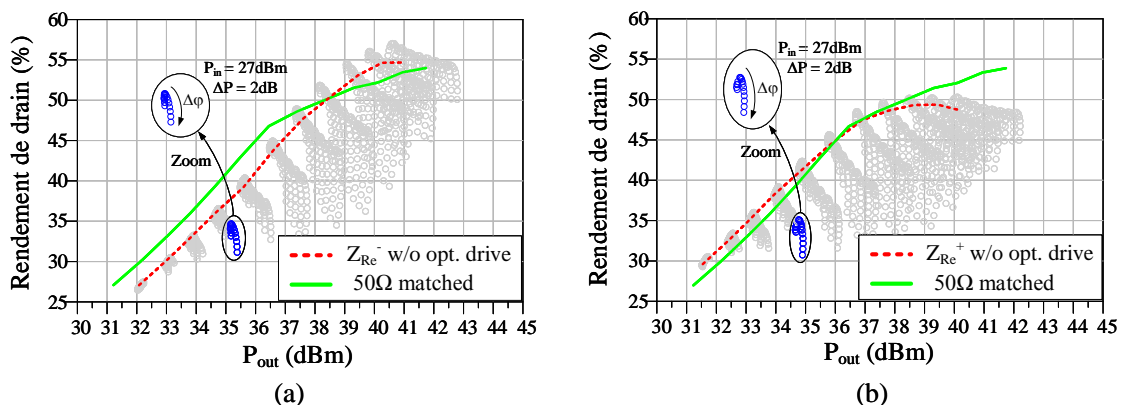 Rendement de drain (%)
60
55
50
45
40
35
30
25
P_in = 27dBm
ΔP = 2dB
Δφ
Zoom
Z_Re^- w/o opt. drive
50Ω matched
30 31 32 33 34 35 36 37 38 39 40 41 42 43 44 45
P_out (dBm)
(a)
Rendement de drain (%)
60
55
50
45
40
35
30
25
P_in = 27dBm
ΔP = 2dB
Δφ
Zoom
Z_Re^+ w/o opt. drive
50Ω matched
30 31 32 33 34 35 36 37 38 39 40 41 42 43 44 45
P_out (dBm)
(b)